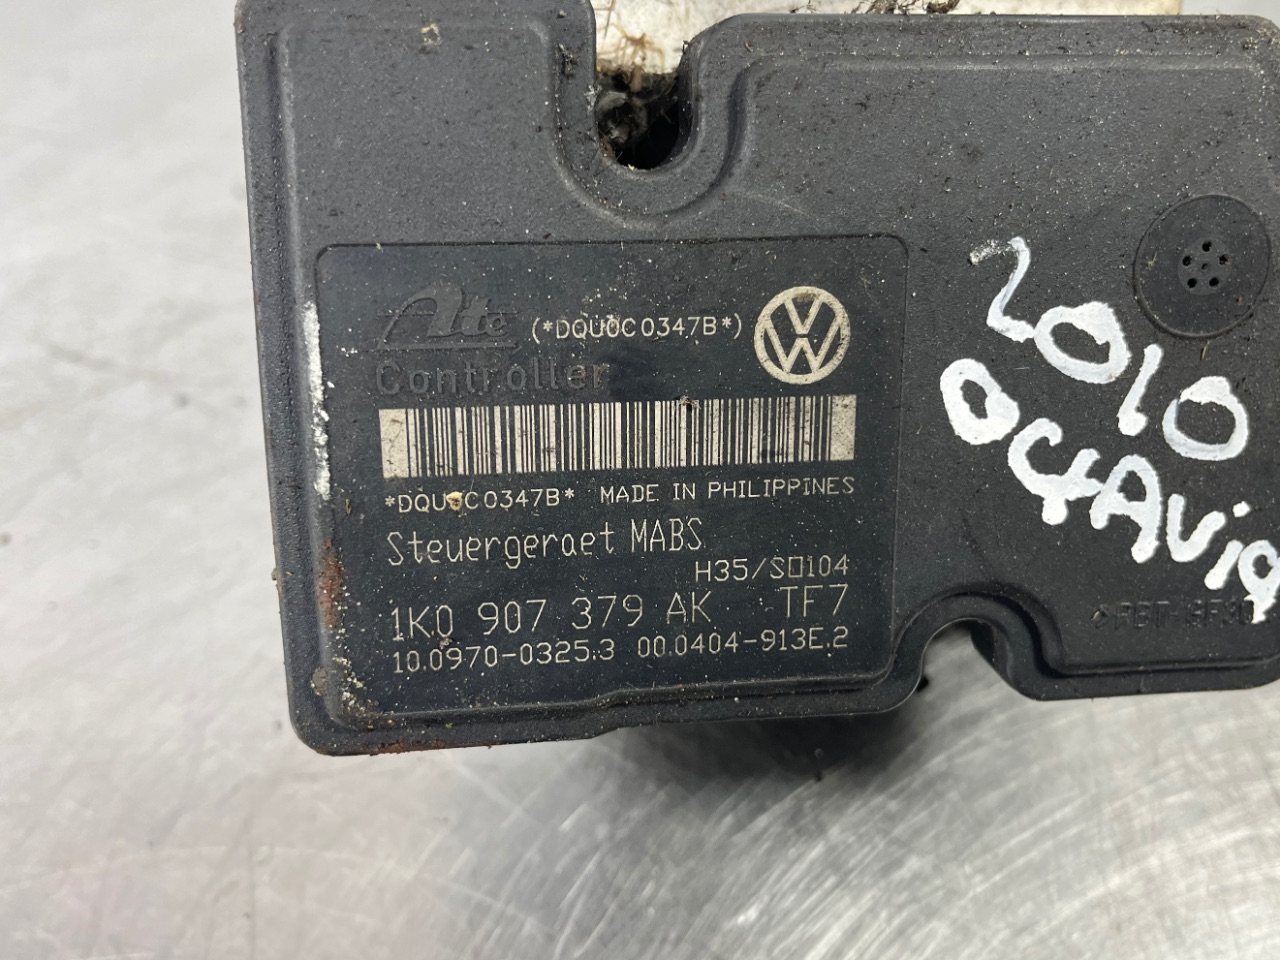 Ate (*DQU0C0347B*)
Controller
*DQU0C0347B* MADE IN PHILIPPINES
Steuergeraet MABS
H35/S0104
1K0 907 379 AK TF7
10.0970-0325.3 00.0404-913E.2
2010
OCTAVia